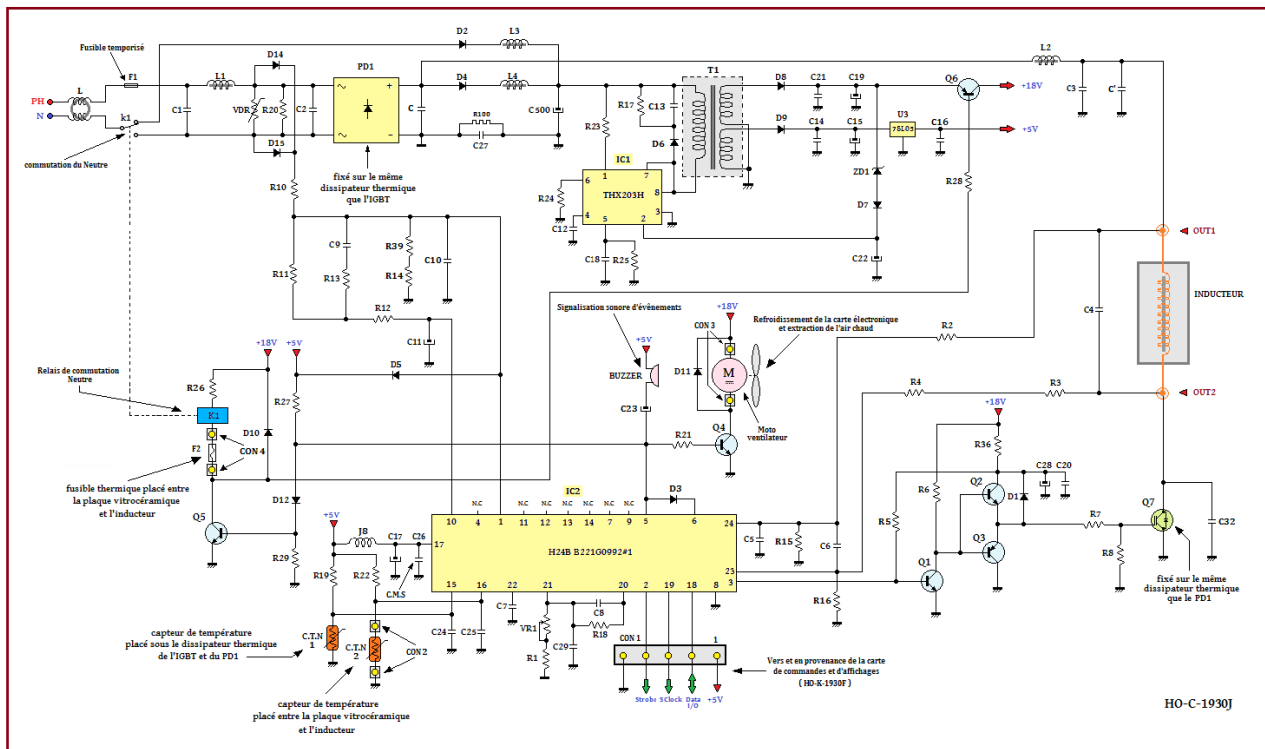 Fusible temporisé
F1
PH
N
L
k1
commutation du Neutre
C1
L1
D14
VDR
R20
D15
C2
PD1
~
~
+
-
fixé sur le même
dissipateur thermique
que l'IGBT
C
D2
L3
D4
L4
R100
C27
C500
R23
R17
C13
D6
T1
IC1
THX203H
1
7
6
8
4
3
5
2
R24
C12
C18
R25
D8
C21
C19
D9
C14
C15
U3
78L05
C16
Q6
+18V
+5V
ZD1
D7
C22
R28
L2
C3
C'
OUT1
INDUCTEUR
C4
OUT2
R10
R11
C9
R13
R39
R14
C10
R12
C11
D5
+18V
+5V
Relais de commutation
Neutre
R26
K1
R27
D10
F2
CON 4
fusible thermique placé entre
la plaque vitrocéramique
et l'inducteur
D12
Q5
R29
Signalisation sonore d'évènements
+5V
BUZZER
C23
CON 3
+18V
Refroidissement de la carte électronique
et extraction de l'air chaud
D11
M
Moto
ventilateur
R21
Q4
R2
R4
R3
+18V
R36
R6
R5
Q2
D1
C28
C20
Q3
Q1
R7
R8
Q7
C32
fixé sur le même
dissipateur thermique
que le PD1
IC2
N.C
N.C
N.C
N.C
N.C
N.C
D3
10
4
1
11
12
13
14
7
9
5
6
24
17
H24B B221G0992#1
23
3
15
16
22
21
20
2
19
18
8
C5
R15
C6
R16
+5V
J8
C17
C26
C.M.S
R19
R22
C.T.N
1
C.T.N
2
CON 2
C24
C25
capteur de température
placé sous le dissipateur thermique
de l'IGBT et du PD1
capteur de température
placé entre la plaque vitrocéramique
et l'inducteur
C7
VR1
R1
C29
C8
R18
CON 1
1
Strobe
SClock
Data
I/O
+5V
Vers et en provenance de la carte
de commandes et d'affichages
( HO-K-1930F )
HO-C-1930J